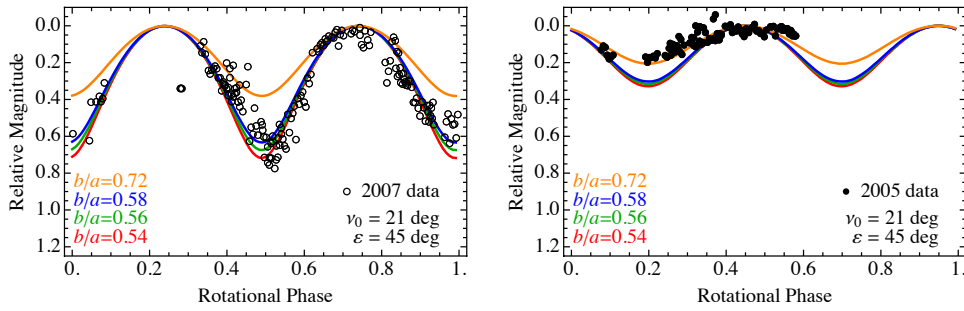 0.0
0.2
0.4
0.6
0.8
1.0
1.2
Relative Magnitude
b/a=0.72
b/a=0.58
b/a=0.56
b/a=0.54
2007 data
ν0 = 21 deg
ε = 45 deg
0.0 0.2 0.4 0.6 0.8 1.
Rotational Phase
0.0
0.2
0.4
0.6
0.8
1.0
1.2
Relative Magnitude
b/a=0.72
b/a=0.58
b/a=0.56
b/a=0.54
2005 data
ν0 = 21 deg
ε = 45 deg
0. 0.2 0.4 0.6 0.8 1.
Rotational Phase